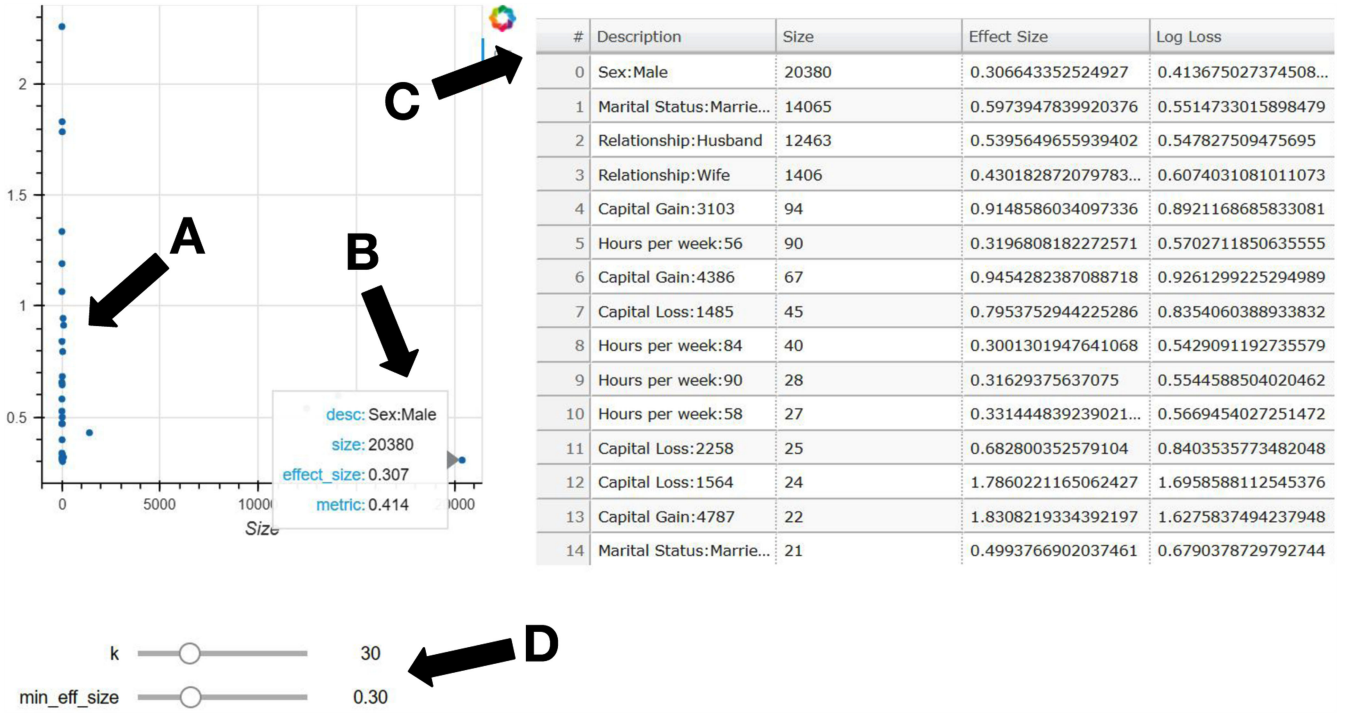 2
1.5
1
0.5
0 5000 1000 0000
Size
A
B
C
D
desc: Sex:Male
size: 20380
effect_size: 0.307
metric: 0.414
# Description Size Effect Size Log Loss
0 Sex:Male 20380 0.306643352524927 0.413675027374508...
1 Marital Status:Marrie... 14065 0.5973947839920376 0.5514733015898479
2 Relationship:Husband 12463 0.5395649655939402 0.547827509475695
3 Relationship:Wife 1406 0.430182872079783... 0.6074031081011073
4 Capital Gain:3103 94 0.9148586034097336 0.8921168685833081
5 Hours per week:56 90 0.3196808182272571 0.5702711850635555
6 Capital Gain:4386 67 0.9454282387088718 0.9261299225294989
7 Capital Loss:1485 45 0.7953752944225286 0.8354060388933832
8 Hours per week:84 40 0.3001301947641068 0.5429091192735579
9 Hours per week:90 28 0.31629375637075 0.5544588504020462
10 Hours per week:58 27 0.331444839239021... 0.5669454027251472
11 Capital Loss:2258 25 0.682800352579104 0.8403535773482048
12 Capital Loss:1564 24 1.7860221165062427 1.6958588112545376
13 Capital Gain:4787 22 1.8308219334392197 1.6275837494237948
14 Marital Status:Marrie... 21 0.4993766902037461 0.6790378729792744
k 30
min_eff_size 0.30